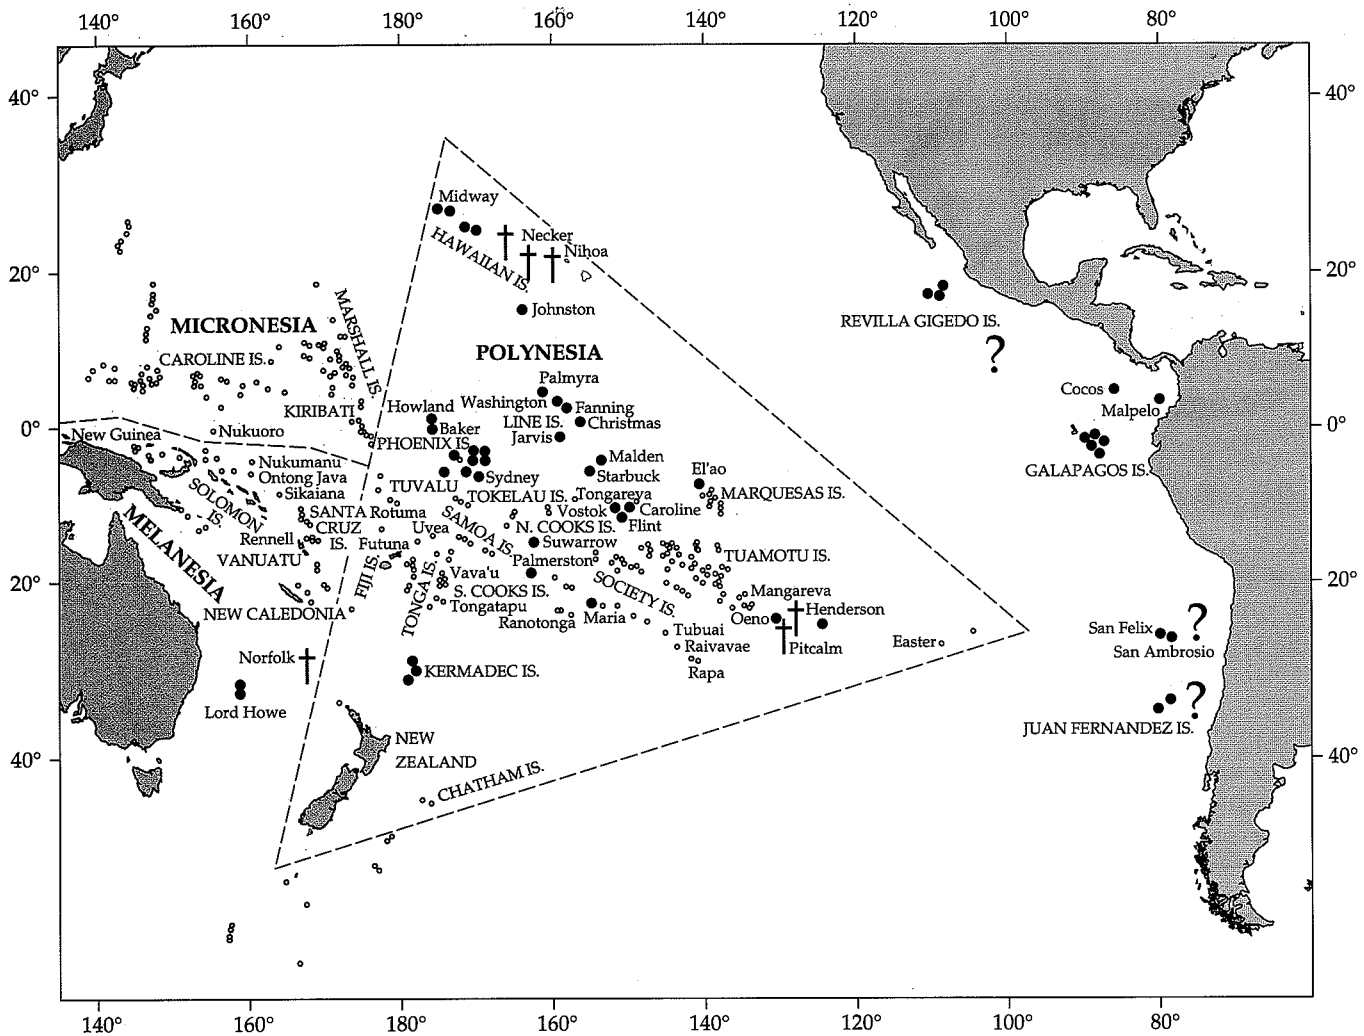 140° 160° 180° 160° 140° 120° 100° 80°
40° 40°
Midway
Necker
Nihoa
HAWAIIAN IS.
20° 20°
Johnston
REVILLA GIGEDO IS.
?
MICRONESIA
MARSHALL IS.
CAROLINE IS.
POLYNESIA
Palmyra
Cocos
Malpelo
KIRIBATI
Howland
Washington
Fanning
LINE IS.
Christmas
0° 0°
New Guinea
Nukuoro
Baker
Jarvis
PHOENIX IS.
GALAPAGOS IS.
Nukumanu
Ontong Java
Malden
Sydney
Starbuck
El'ao
SOLOMON
IS.
Sikaiana
TUVALU
TOKELAU IS.
Tongareva
MARQUESAS IS.
MELANESIA
SANTA
CRUZ
IS.
Rotuma
SAMOA IS.
Vostok
Caroline
Uvea
N. COOKS IS.
Flint
Rennell
Futuna
Suwarrow
VANUATU
FIJI IS.
TONGA IS.
Palmerston
TUAMOTU IS.
Vava'u
SOCIETY IS.
20° 20°
S. COOKS IS.
Mangareva
NEW CALEDONIA
Tongatapu
Ranotonga
Maria
Oeno
Henderson
Tubuai
Pitcalm
Raivavae
Easter
Rapa
San Felix
?
San Ambrosio
Norfolk
KERMADEC IS.
Lord Howe
?
JUAN FERNANDEZ IS.
NEW
ZEALAND
40° 40°
CHATHAM IS.
140° 160° 180° 160° 140° 120° 100° 80°